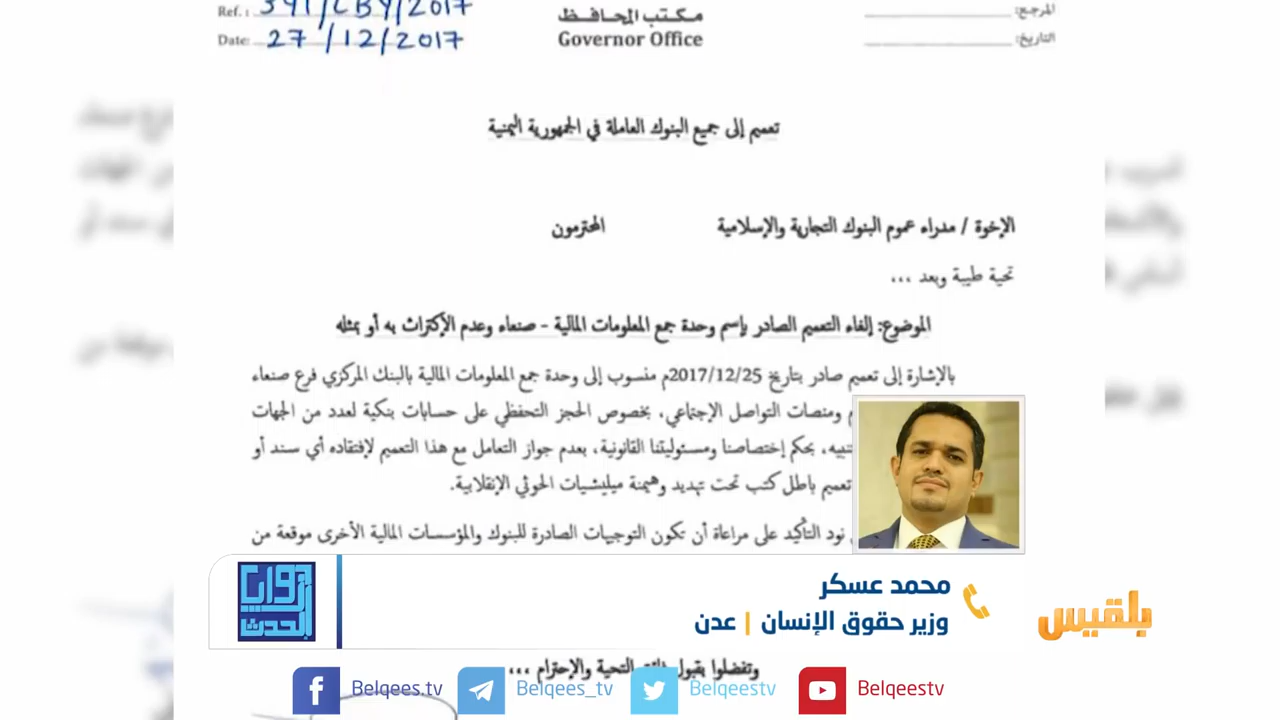 Ref. : 391/CBY/2017
مكتب المحافظ
المرجع:
Date: 27/12/2017
Governor Office
التاريخ:
تعميم إلى جميع البنوك العاملة في الجمهورية اليمنية
الإخوة / مدراء عموم البنوك التجارية والإسلامية المحترمون
تحية طيبة وبعد ...
الموضوع: إلغاء التعميم الصادر بإسم وحدة جمع المعلومات المالية - صنعاء وعدم الإكتراث به أو بمثله
بالإشارة إلى تعميم صادر بتاريخ 2017/12/25م منسوب إلى وحدة جمع المعلومات المالية بالبنك المركزي فرع صنعاء
ومنصات التواصل الإجتماعي، بخصوص الحجز التحفظي على حسابات بنكية لعدد من الجهات
بحكم إختصاصنا ومسئوليتنا القانونية، بعدم جواز التعامل مع هذا التعميم لإفتقاده أي سند أو
تعميم باطل كتب تحت تهديد وهيمنة ميليشيات الحوثي الإنقلابية.
نود التأكيد على مراعاة أن تكون التوجيهات الصادرة للبنوك والمؤسسات المالية الأخرى موقعة من
محمد عسكر
وزير حقوق الإنسان | عدن
أبواب الحدث
بلقيس
وتفضلوا بقبول فائق التحية والإحترام ...
Belqees.tv
Belqees_tv
Belqeestv
Belqeestv